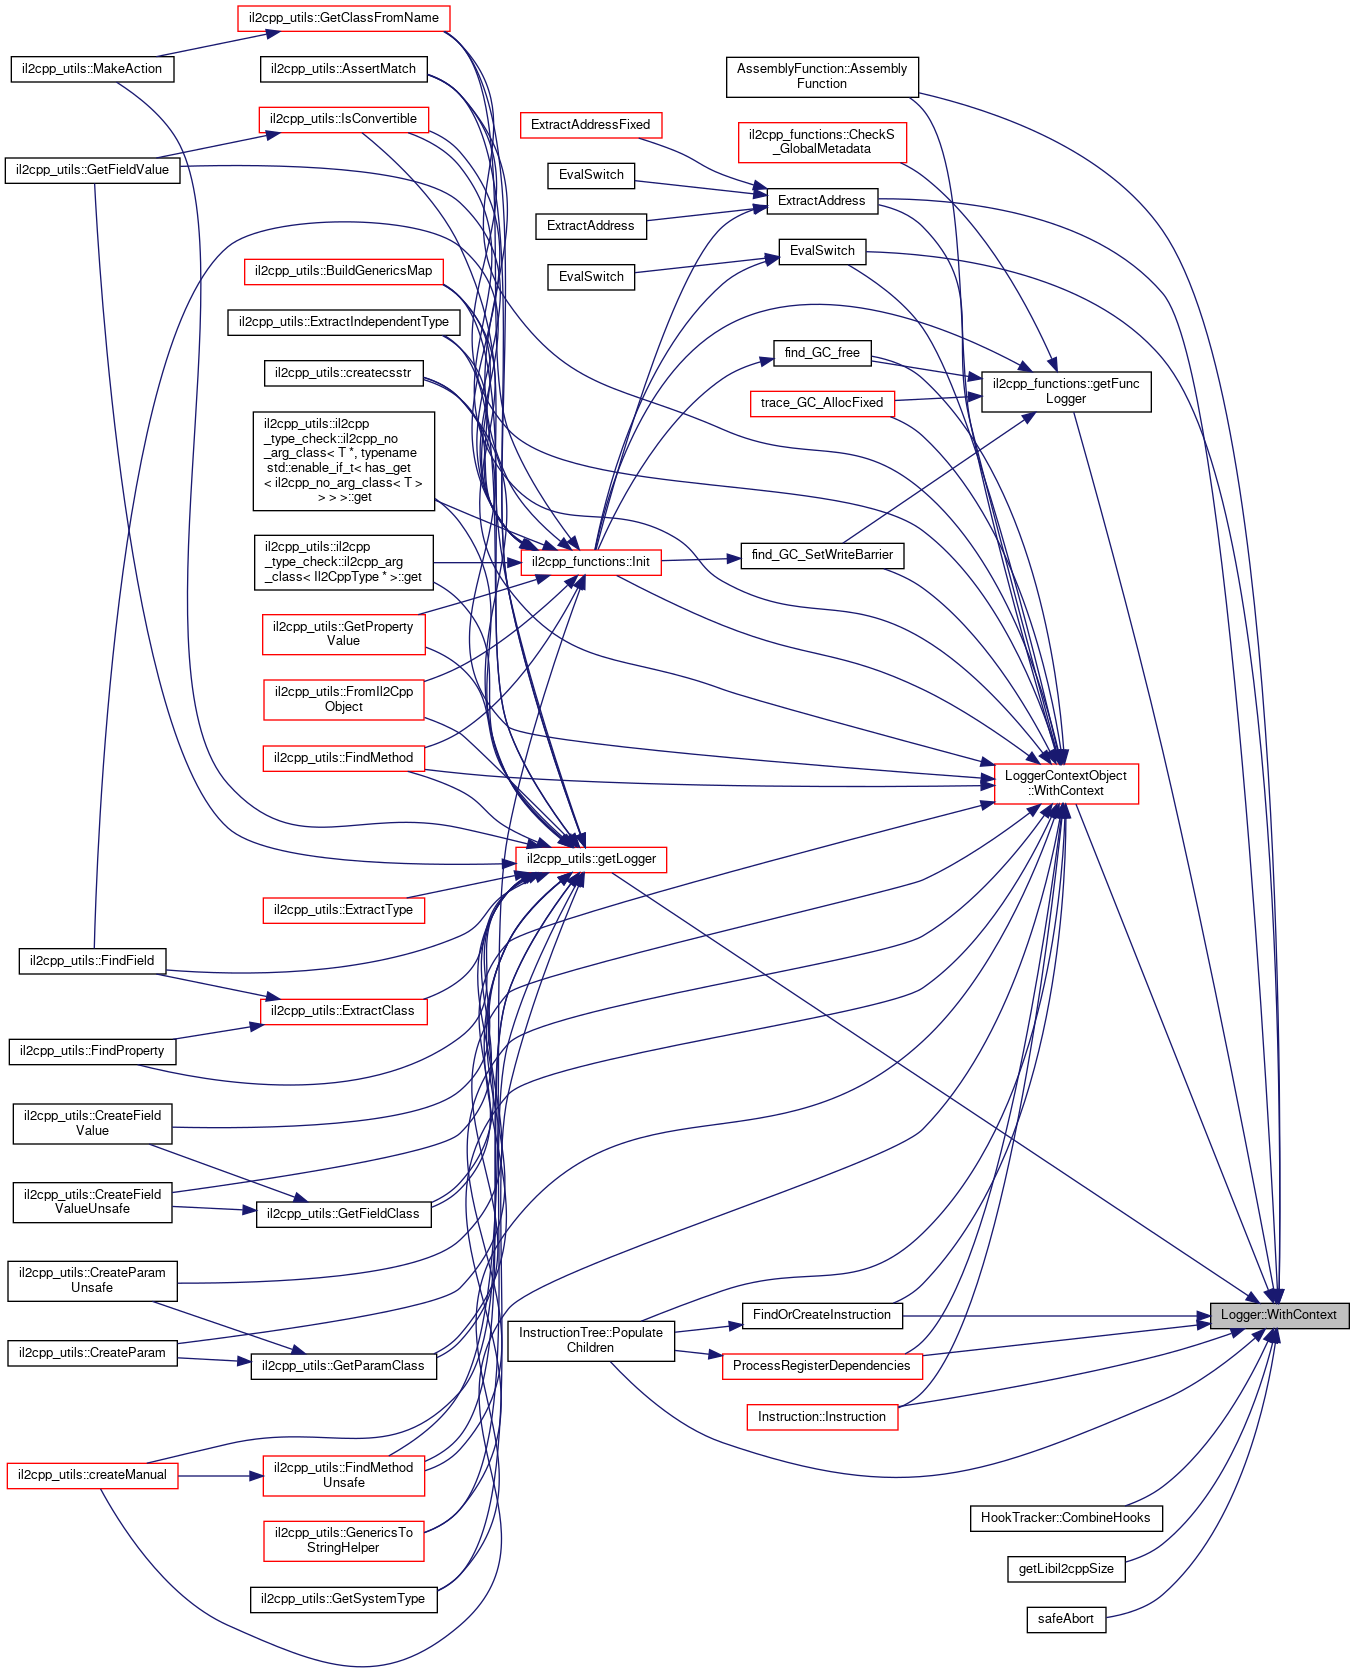 il2cpp_utils::GetClassFromName
il2cpp_utils::MakeAction
il2cpp_utils::AssertMatch
il2cpp_utils::IsConvertible
il2cpp_utils::GetFieldValue
il2cpp_utils::BuildGenericsMap
il2cpp_utils::ExtractIndependentType
il2cpp_utils::createcsstr
il2cpp_utils::il2cpp
_type_check::il2cpp_no
_arg_class< T *, typename
std::enable_if_t< has_get
< il2cpp_no_arg_class< T >
> > >::get
il2cpp_utils::il2cpp
_type_check::il2cpp_arg
_class< Il2CppType * >::get
il2cpp_utils::GetProperty
Value
il2cpp_utils::FromIl2Cpp
Object
il2cpp_utils::FindMethod
il2cpp_utils::ExtractType
il2cpp_utils::FindField
il2cpp_utils::ExtractClass
il2cpp_utils::FindProperty
il2cpp_utils::CreateField
Value
il2cpp_utils::CreateField
ValueUnsafe
il2cpp_utils::GetFieldClass
il2cpp_utils::CreateParam
Unsafe
il2cpp_utils::CreateParam
il2cpp_utils::GetParamClass
il2cpp_utils::createManual
il2cpp_utils::FindMethod
Unsafe
il2cpp_utils::GenericsTo
StringHelper
il2cpp_utils::GetSystemType
ExtractAddressFixed
EvalSwitch
ExtractAddress
EvalSwitch
il2cpp_functions::Init
il2cpp_utils::getLogger
InstructionTree::Populate
Children
AssemblyFunction::Assembly
Function
il2cpp_functions::CheckS
_GlobalMetadata
ExtractAddress
EvalSwitch
find_GC_free
trace_GC_AllocFixed
find_GC_SetWriteBarrier
FindOrCreateInstruction
ProcessRegisterDependencies
Instruction::Instruction
il2cpp_functions::getFunc
Logger
LoggerContextObject
::WithContext
HookTracker::CombineHooks
getLibil2cppSize
safeAbort
Logger::WithContext